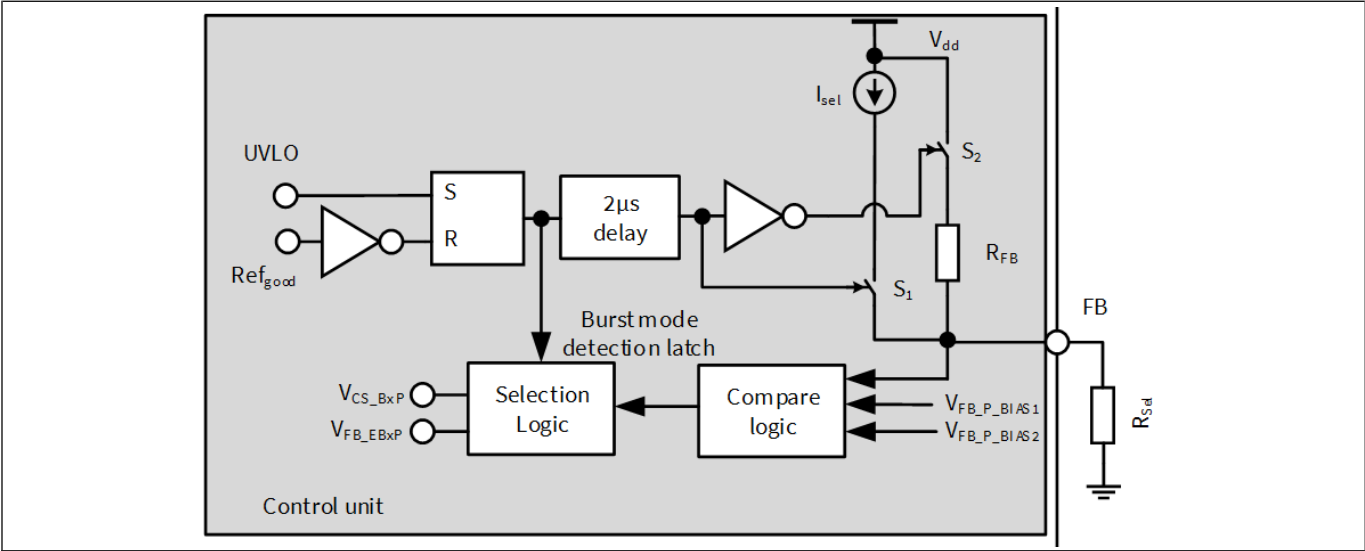 Vdd
Isel
UVLO
S2
S
2µs
delay
R
RFB
Refgood
S1
FB
Burst mode
detection latch
VCS_BxP
Selection
Logic
Compare
logic
VFB_P_BIAS1
RSel
VFB_EBxP
VFB_P_BIAS2
Control unit